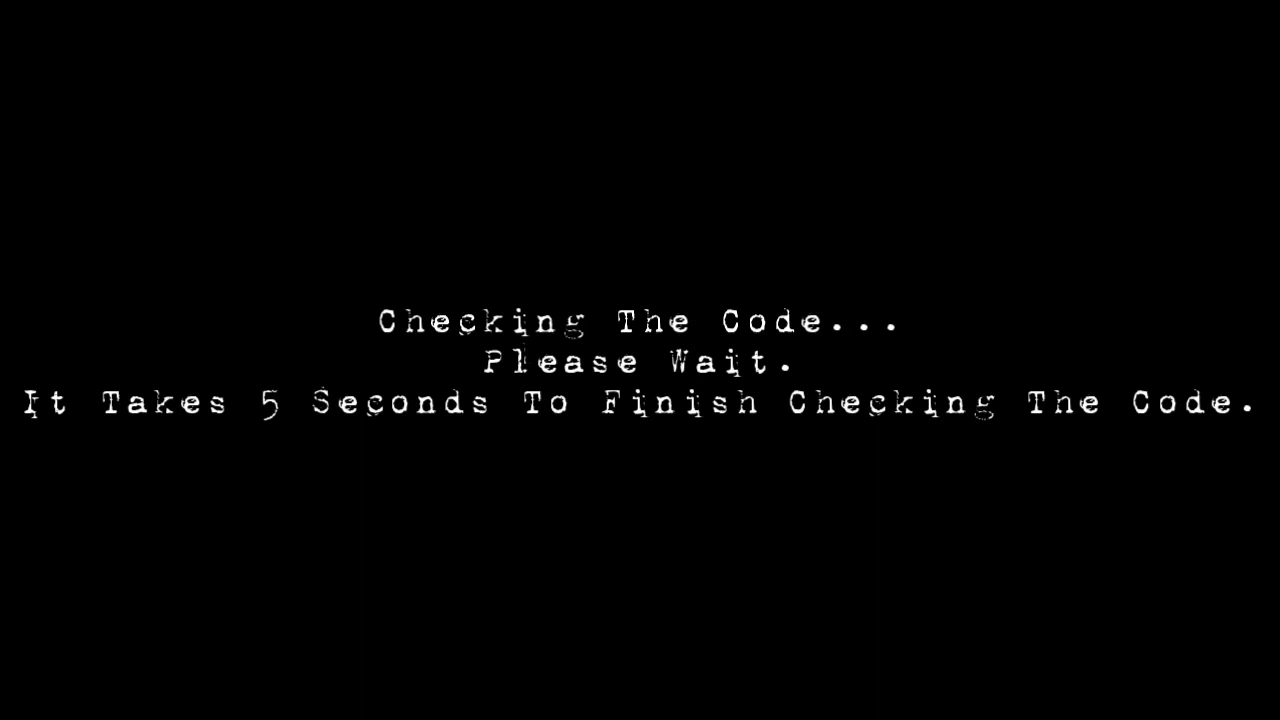 Checking The Code...
Please Wait.
It Takes 5 Seconds To Finish Checking The Code.